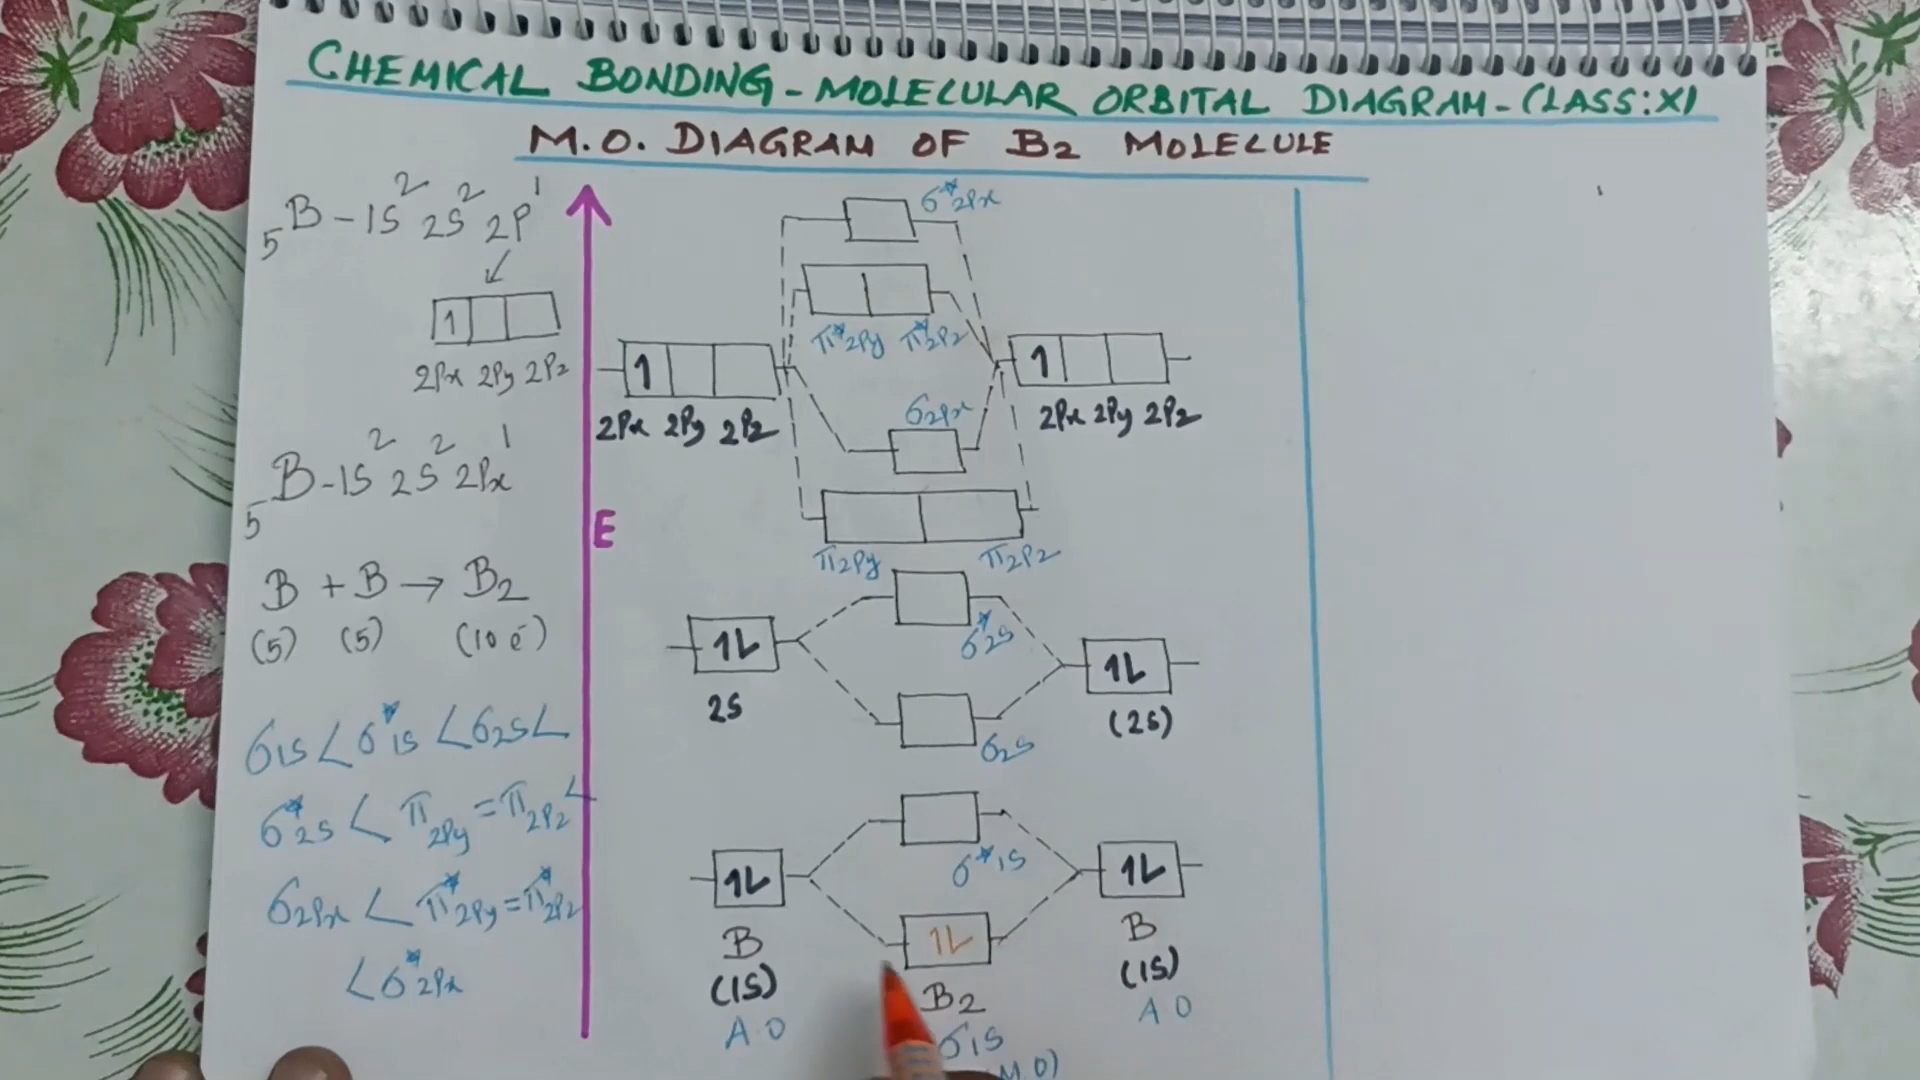 CHEMICAL BONDING - MOLECULAR ORBITAL DIAGRAM - CLASS: XI
M.O. DIAGRAM OF B2 MOLECULE
5B - 1S² 2S² 2P¹
1
2Px 2Py 2Pz
5B - 1S² 2S² 2Px¹
B + B → B2
(5) (5) (10 e⁻)
σ1s < σ*1s < σ2s <
σ*2s < π2Py = π2Pz <
σ2Px < π*2Py = π*2Pz
< σ*2Px
E
σ*2Px
π*2Py π*2Pz
1
2Px 2Py 2Pz
1
2Px 2Py 2Pz
σ2Px
π2Py π2Pz
1L
2S
σ*2s
1L
(2S)
σ2s
σ*1s
1L
B
(1S)
A.O
1L
B
(1S)
A O
1L
B2
σ1s
M.O)